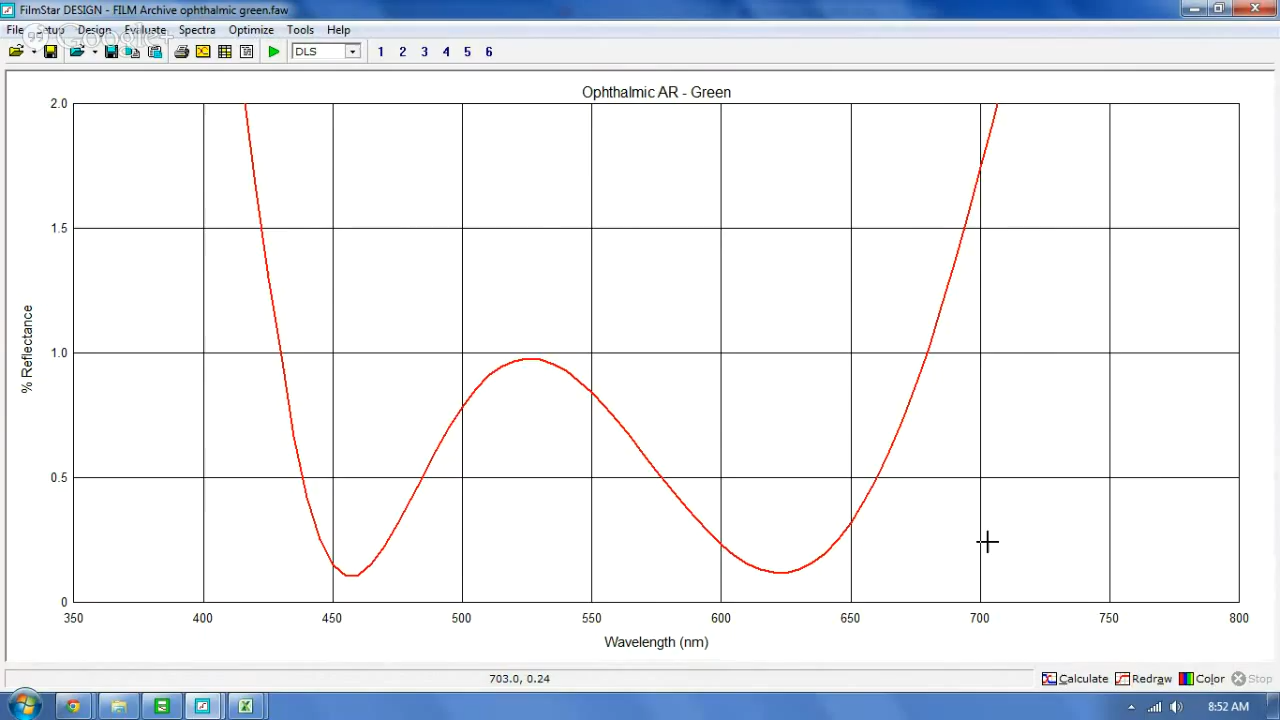 FilmStar DESIGN - FILM Archive ophthalmic green.faw
File Setup Design Evaluate Spectra Optimize Tools Help
Google+
DLS 1 2 3 4 5 6
Ophthalmic AR - Green
2.0
1.5
1.0
0.5
0
% Reflectance
350 400 450 500 550 600 650 700 750 800
Wavelength (nm)
703.0, 0.24 Calculate Redraw Color Stop
8:52 AM